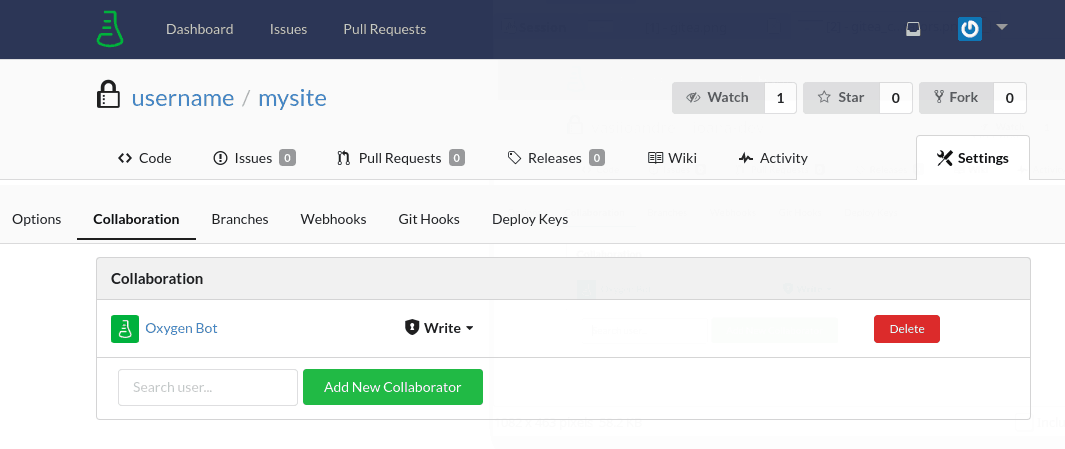 Dashboard Issues Pull Requests
username / mysite Watch 1 Star 0 Fork 0
Code Issues 0 Pull Requests 0 Releases 0 Wiki Activity Settings
Options Collaboration Branches Webhooks Git Hooks Deploy Keys
Collaboration
Oxygen Bot Write Delete
Search user... Add New Collaborator